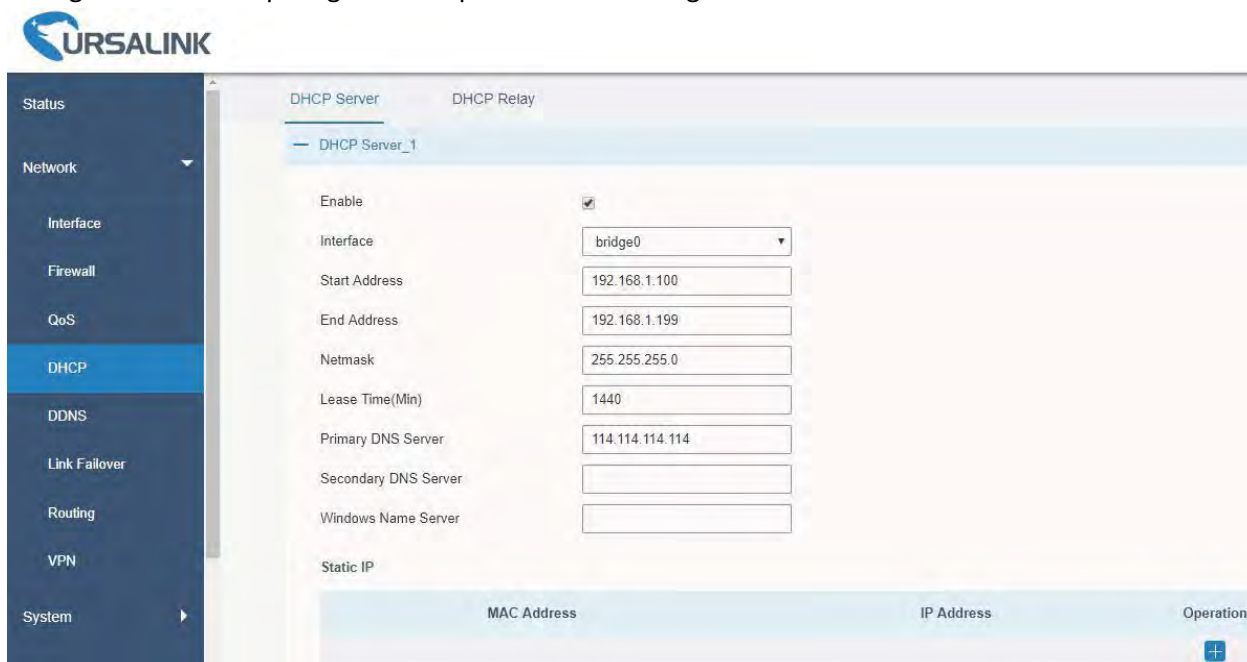 URSALINK
Status
DHCP Server DHCP Relay
— DHCP Server_1
Network
Enable
Interface
Interface bridge0
Firewall
Start Address 192.168.1.100
QoS
End Address 192.168.1.199
DHCP
Netmask 255.255.255.0
Lease Time(Min) 1440
DDNS
Primary DNS Server 114.114.114.114
Link Failover
Secondary DNS Server
Routing
Windows Name Server
VPN
Static IP
System
MAC Address IP Address Operation